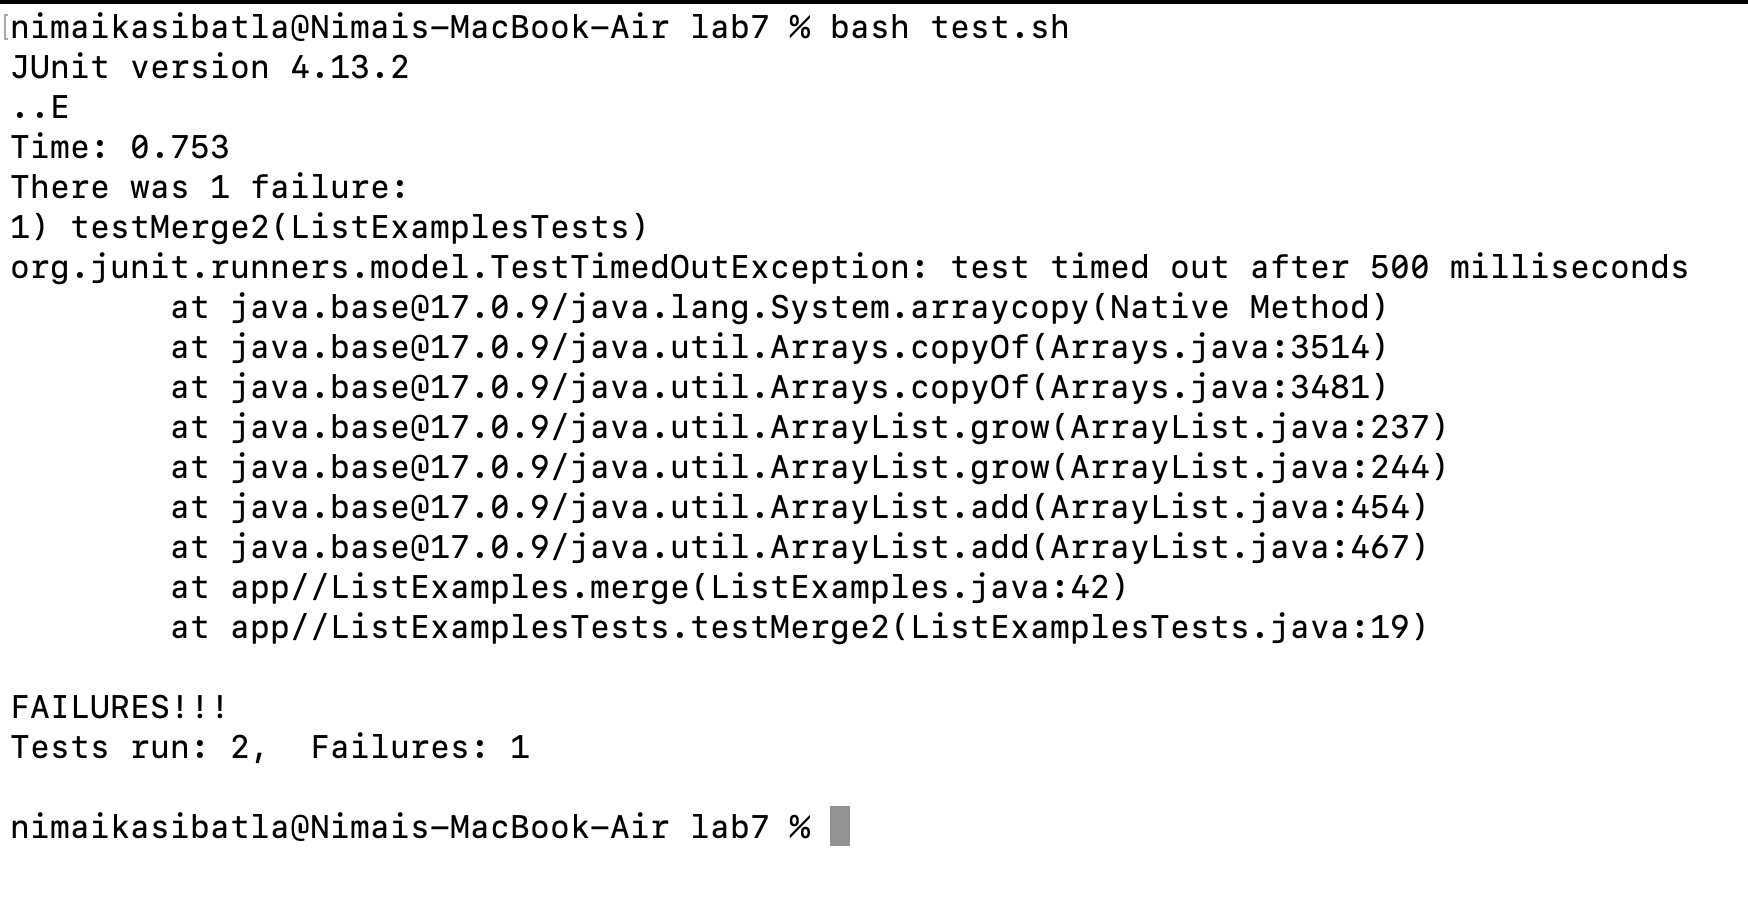 [nimaikasibatla@Nimais-MacBook-Air lab7 % bash test.sh
JUnit version 4.13.2
..E
Time: 0.753
There was 1 failure:
1) testMerge2(ListExamplesTests)
org.junit.runners.model.TestTimedOutException: test timed out after 500 milliseconds
        at java.base@17.0.9/java.lang.System.arraycopy(Native Method)
        at java.base@17.0.9/java.util.Arrays.copyOf(Arrays.java:3514)
        at java.base@17.0.9/java.util.Arrays.copyOf(Arrays.java:3481)
        at java.base@17.0.9/java.util.ArrayList.grow(ArrayList.java:237)
        at java.base@17.0.9/java.util.ArrayList.grow(ArrayList.java:244)
        at java.base@17.0.9/java.util.ArrayList.add(ArrayList.java:454)
        at java.base@17.0.9/java.util.ArrayList.add(ArrayList.java:467)
        at app//ListExamples.merge(ListExamples.java:42)
        at app//ListExamplesTests.testMerge2(ListExamplesTests.java:19)

FAILURES!!!
Tests run: 2,  Failures: 1

nimaikasibatla@Nimais-MacBook-Air lab7 %